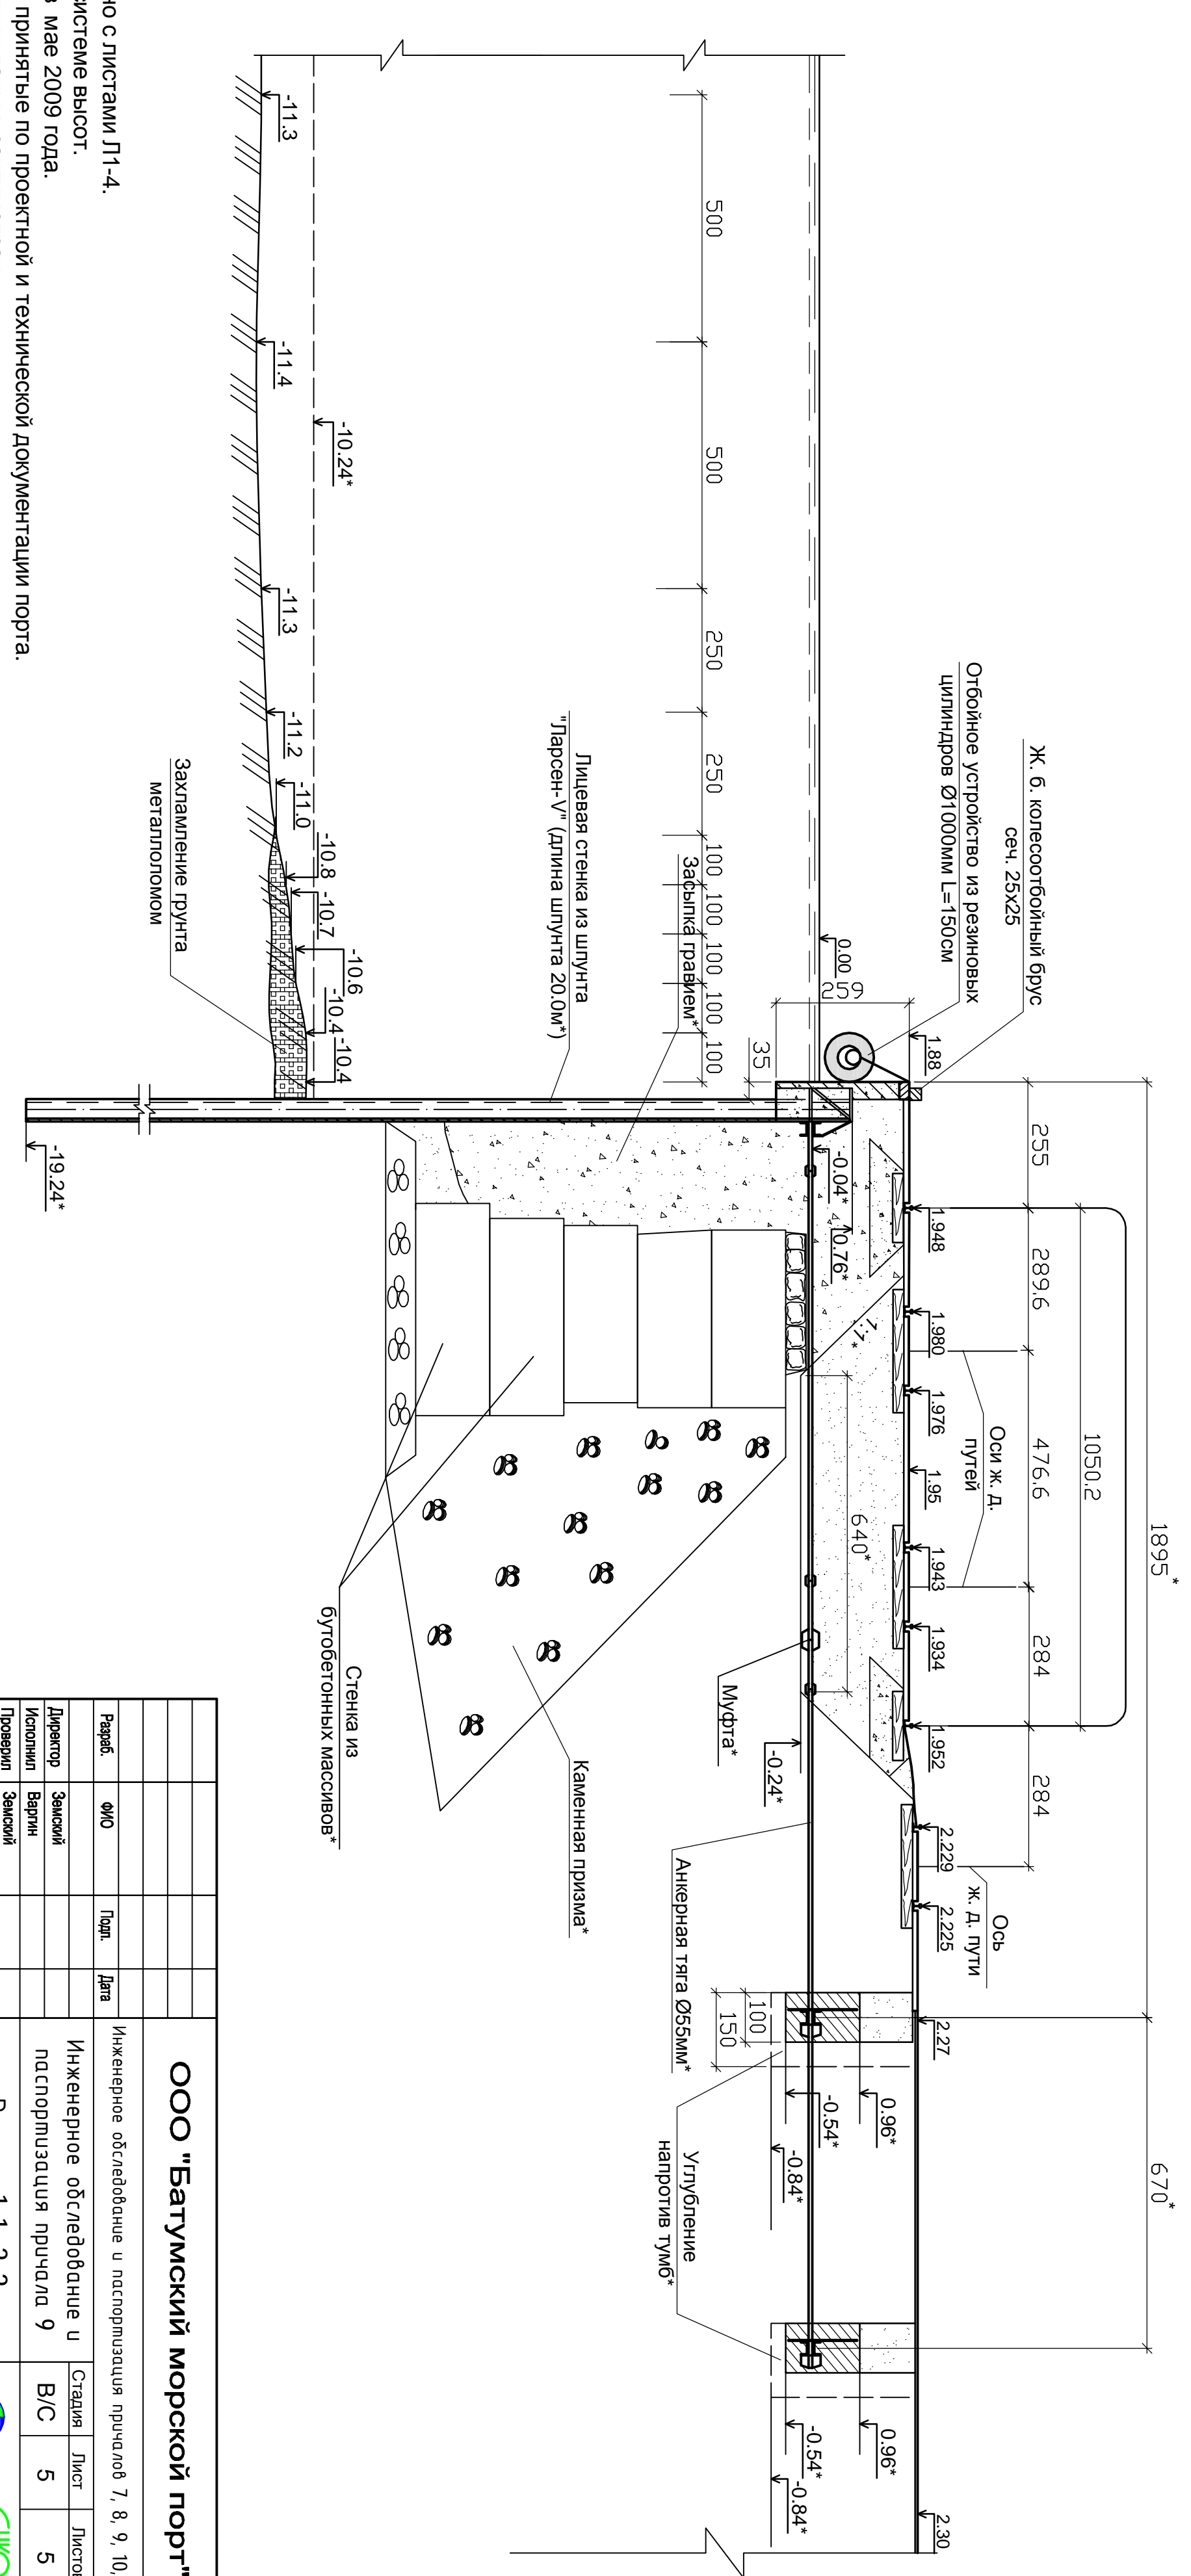 1895*
670*
1050.2
255
289.6
476.6
284
284
Ж. б. колесоотбойный брус
сеч. 25х25
Отбойное устройство из резиновых
цилиндров Ø1000мм L=150см
Оси ж. д.
путей
Ось
ж. д. пути
1.88
1.948
1.980
1.976
1.95
1.943
1.934
1.952
2.229
2.225
2.27
2.30
0.00
259
35
-0.04*
0.76*
1:1*
640*
-0.24*
Муфта*
Анкерная тяга Ø55мм*
100
150
0.96*
-0.54*
-0.84*
0.96*
-0.54*
-0.84*
Углубление
напротив тумб*
500
500
250
250
100
100
100
100
100
Засыпка гравием*
Лицевая стенка из шпунта
"Ларсен-V" (длина шпунта 20.0м*)
Каменная призма*
Стенка из
бутобетонных массивов*
-10.24*
-11.3
-11.4
-11.3
-11.2
-11.0
-10.8
-10.7
-10.6
-10.4
-10.4
Захламление грунта
металлоломом
-19.24*
но с листами Л1-4.
системе высот.
в мае 2009 года.
принятые по проектной и технической документации порта.
ООО "Батумский морской порт"
Инженерное обследование и паспортизация причалов 7, 8, 9, 10,
Разраб. ФИО Подп. Дата
Директор Земский
Исполнил Варгин
Проверил Земский
Инженерное обследование и
паспортизация причала 9
Стадия Лист Листов
В/С 5 5